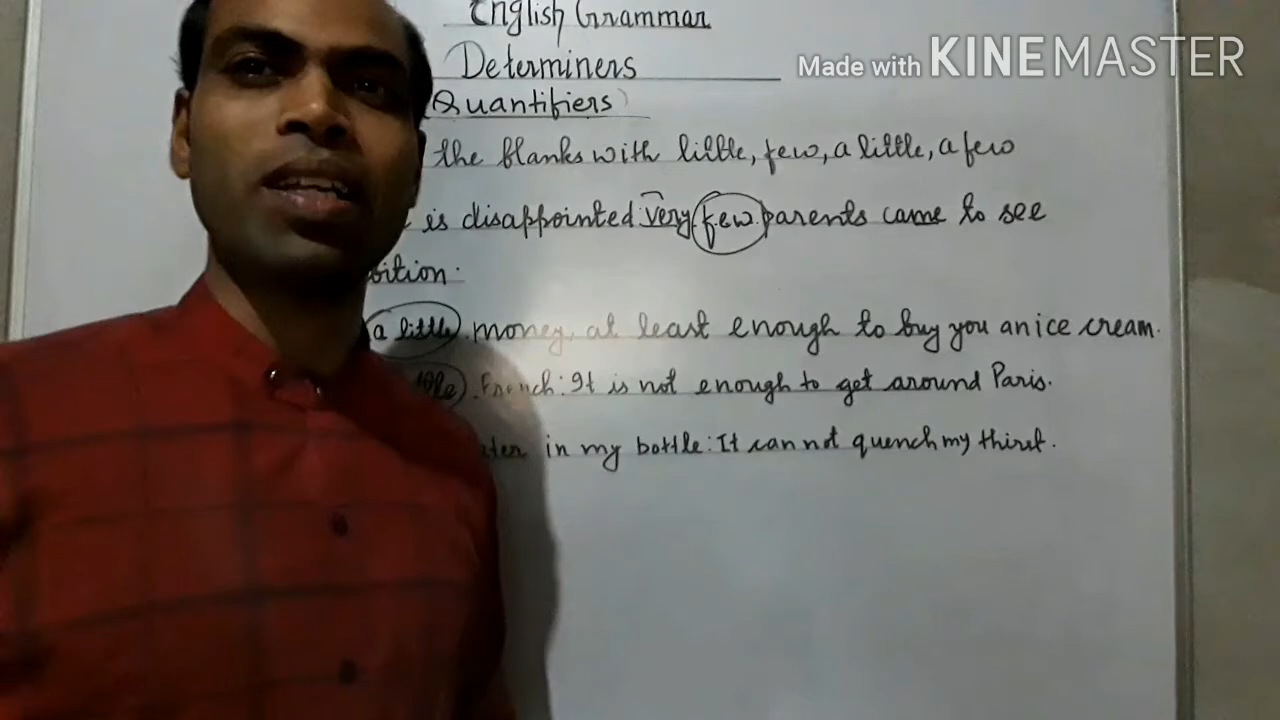 English Grammar
Made with KINEMASTER
Determiners
(Quantifiers)
the blanks with little, few, a little, a few
is disappointed very few parents came to see
bition.
a little money, at least enough to buy you an ice cream.
French: It is not enough to get around Paris.
in my bottle: It can not quench my thirst.